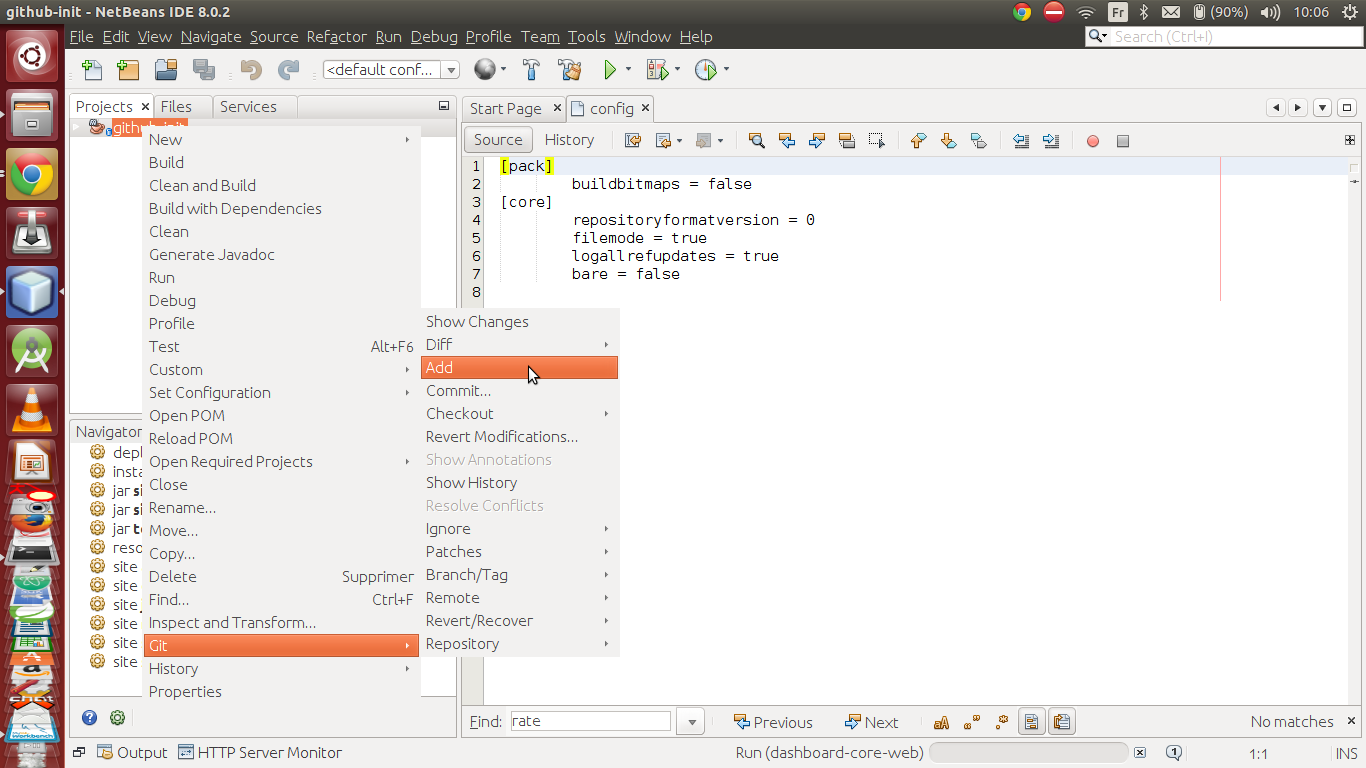 github-init - NetBeans IDE 8.0.2
Fr (90%) 10:06
File Edit View Navigate Source Refactor Run Debug Profile Team Tools Window Help
Search (Ctrl+I)
<default conf...
Projects Files Services
Start Page config
github-init
Source History
New
Build
Clean and Build
Build with Dependencies
Clean
Generate Javadoc
Run
Debug
Profile
Test Alt+F6
Custom
Set Configuration
Open POM
Reload POM
Open Required Projects
Close
Rename...
Move...
Copy...
Delete Supprimer
Find... Ctrl+F
Inspect and Transform...
Git
History
Properties
Show Changes
Diff
Add
Commit...
Checkout
Revert Modifications...
Show Annotations
Show History
Resolve Conflicts
Ignore
Patches
Branch/Tag
Remote
Revert/Recover
Repository
1 [pack]
2 buildbitmaps = false
3 [core]
4 repositoryformatversion = 0
5 filemode = true
6 logallrefupdates = true
7 bare = false
8
Navigator
depl
insta
jar si
jar si
jar te
reso
site
site
site
site
site
site
Find: rate Previous Next No matches
Output HTTP Server Monitor
Run (dashboard-core-web) 1 1:1 INS